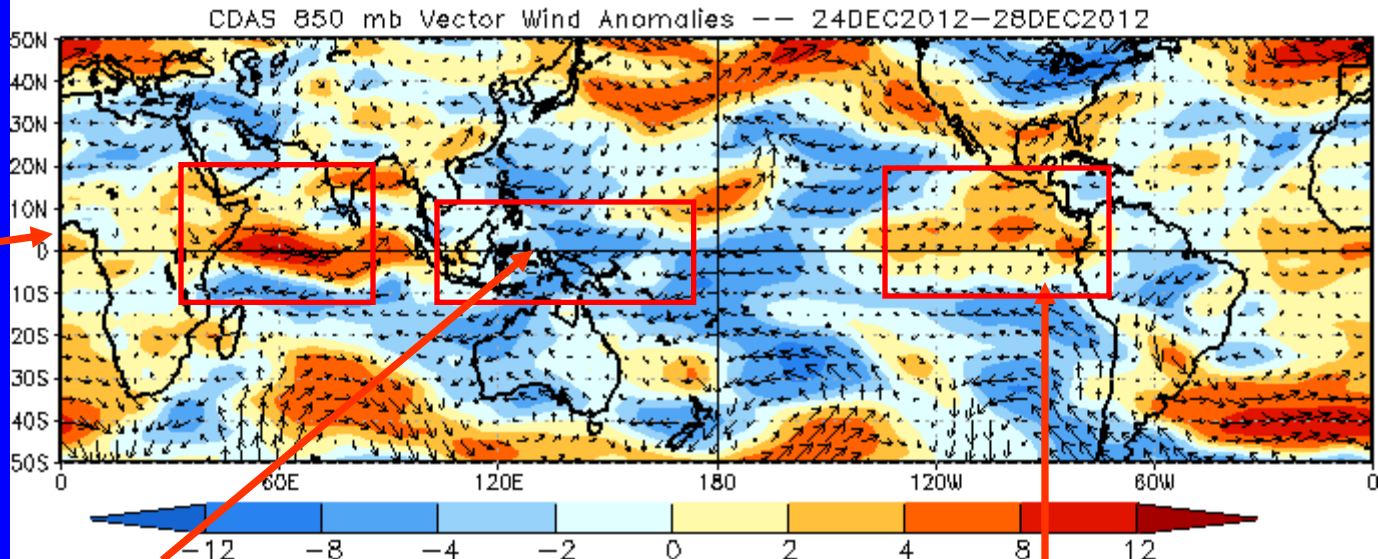 CDAS 850 mb Vector Wind Anomalies -- 24DEC2012-28DEC2012
50N
40N
30N
20N
10N
0
10S
20S
30S
40S
50S
0 60E 120E 180 120W 60W 0
-12 -8 -4 -2 0 2 4 8 12